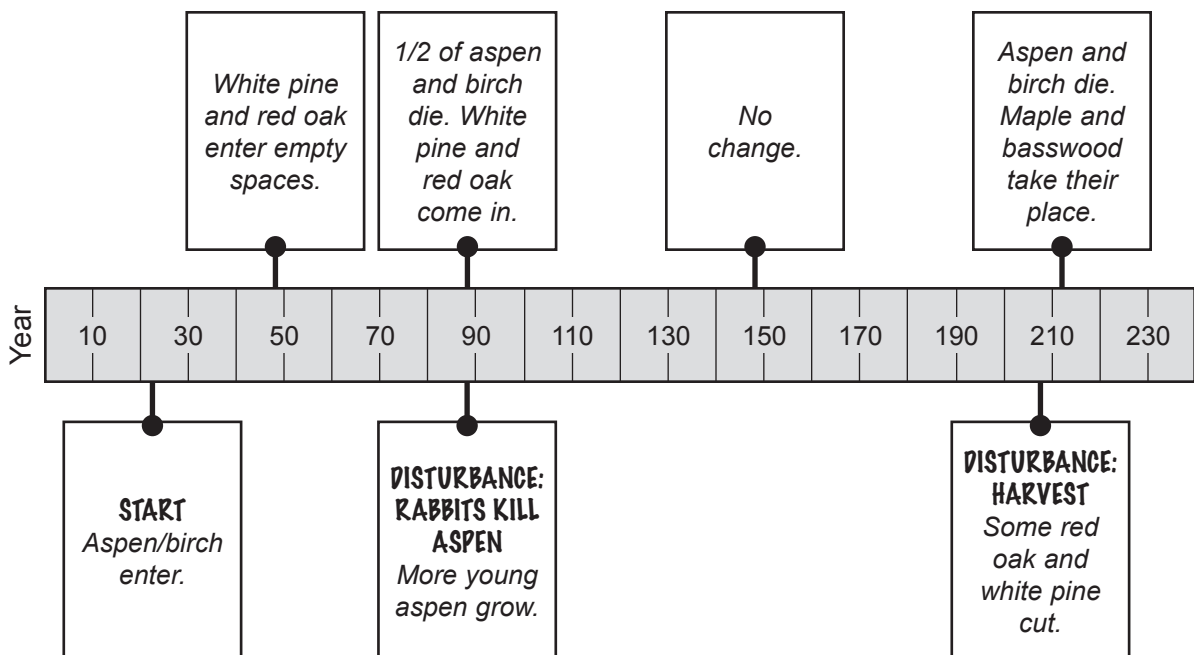 White pine
and red oak
enter empty
spaces.
1/2 of aspen
and birch
die. White
pine and
red oak
come in.
No
change.
Aspen and
birch die.
Maple and
basswood
take their
place.
Year
10 30 50 70 90 110 130 150 170 190 210 230
START
Aspen/birch
enter.
DISTURBANCE:
RABBITS KILL
ASPEN
More young
aspen grow.
DISTURBANCE:
HARVEST
Some red
oak and
white pine
cut.